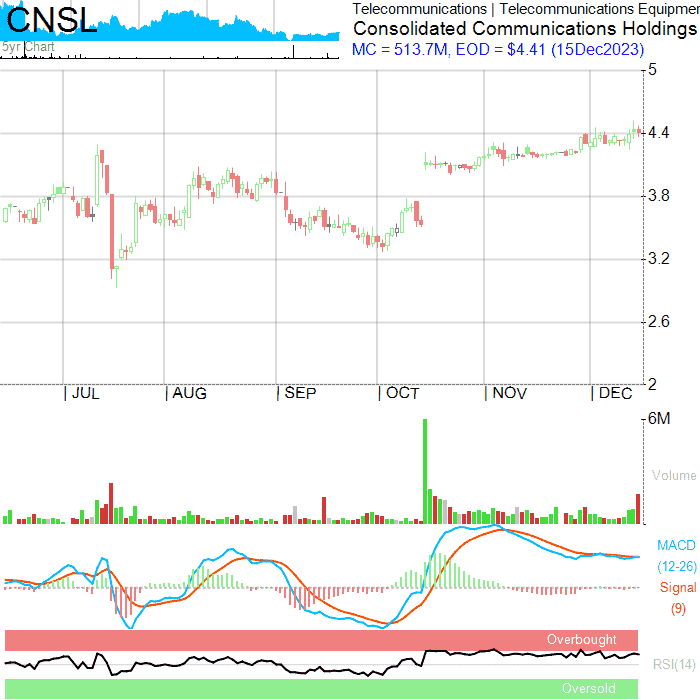 CNSL
5yr Chart
Telecommunications | Telecommunications Equipmen
Consolidated Communications Holdings
MC = 513.7M, EOD = $4.41 (15Dec2023)
5
4.4
3.8
3.2
2.6
2
| JUL | AUG | SEP | OCT | NOV | DEC
6M
Volume
MACD
(12-26)
Signal
(9)
Overbought
RSI(14)
Oversold